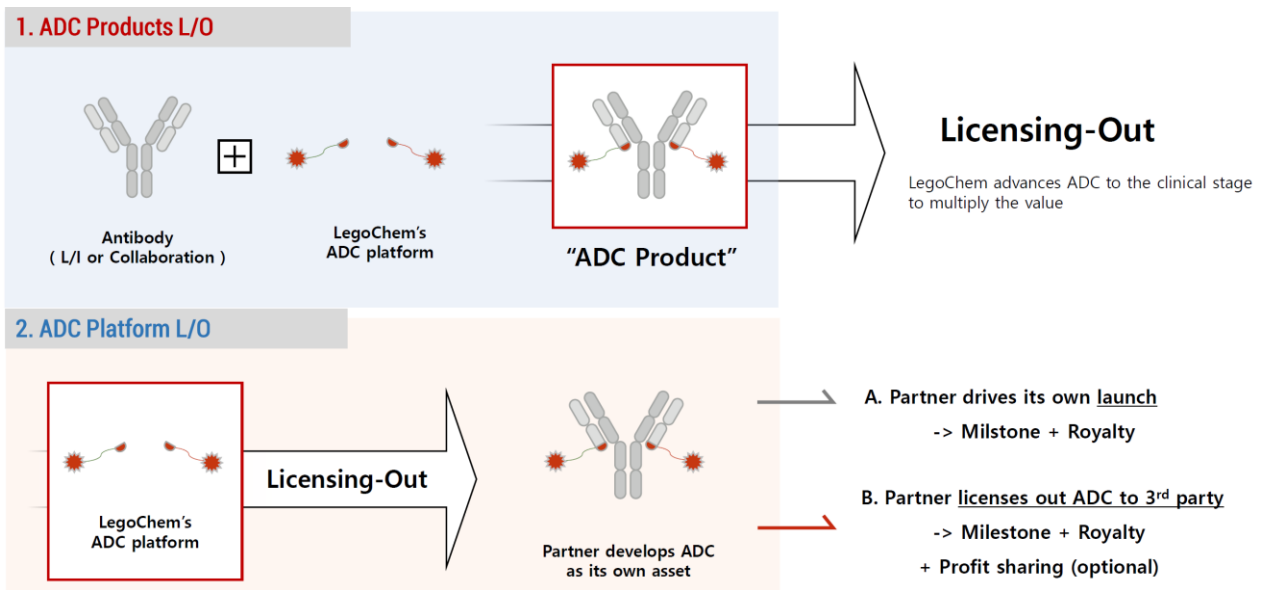 1. ADC Products L/O
Antibody
( L/I or Collaboration )
LegoChem's
ADC platform
“ADC Product”
Licensing-Out
LegoChem advances ADC to the clinical stage
to multiply the value
2. ADC Platform L/O
LegoChem's
ADC platform
Licensing-Out
Partner develops ADC
as its own asset
A. Partner drives its own launch
-> Milstone + Royalty
B. Partner licenses out ADC to 3rd party
-> Milestone + Royalty
+ Profit sharing (optional)